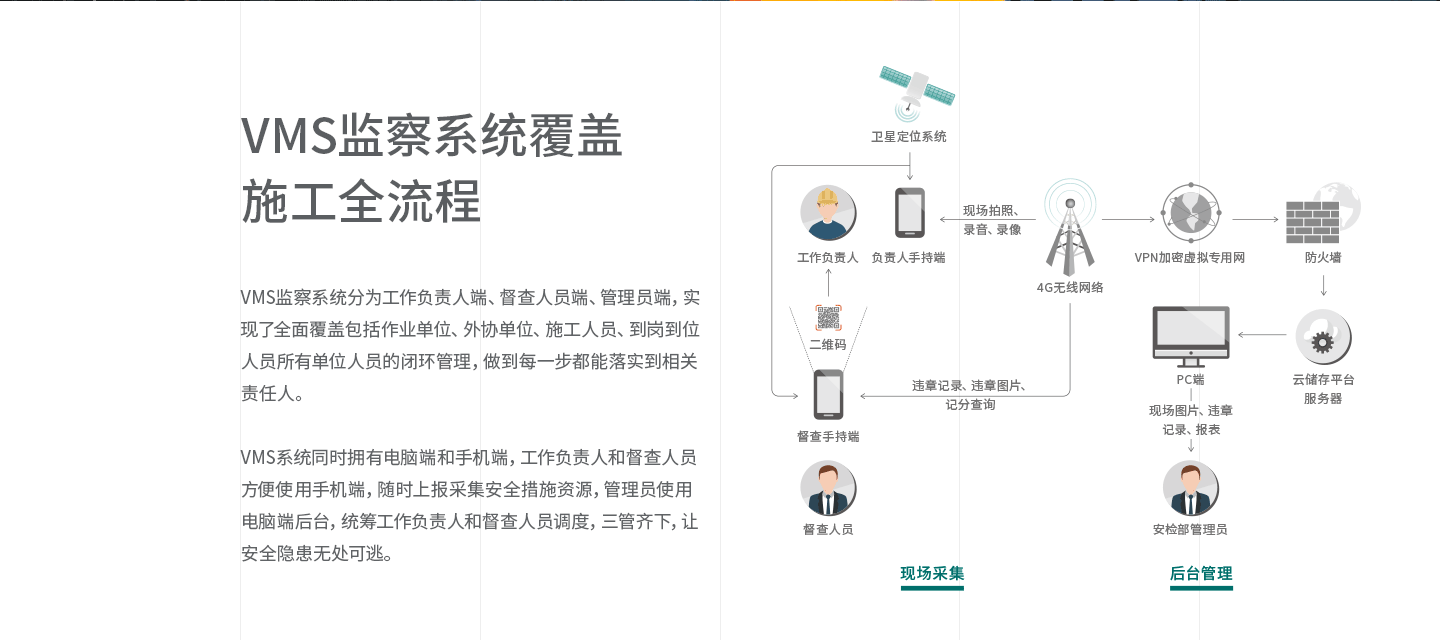 VMS监察系统覆盖
施工全流程
VMS监察系统分为工作负责人端、督查人员端、管理员端，实
现了全面覆盖包括作业单位、外协单位、施工人员、到岗到位
人员所有单位人员的闭环管理，做到每一步都能落实到相关
责任人。
VMS系统同时拥有电脑端和手机端，工作负责人和督查人员
方便使用手机端，随时上报采集安全措施资源，管理员使用
电脑端后台，统筹工作负责人和督查人员调度，三管齐下，让
安全隐患无处可逃。
卫星定位系统
工作负责人
负责人手持端
现场拍照、
录音、录像
4G无线网络
VPN加密虚拟专用网
防火墙
二维码
违章记录、违章图片、
记分查询
督查手持端
督查人员
PC端
云储存平台
服务器
现场图片、违章
记录、报表
安检部管理员
现场采集
后台管理